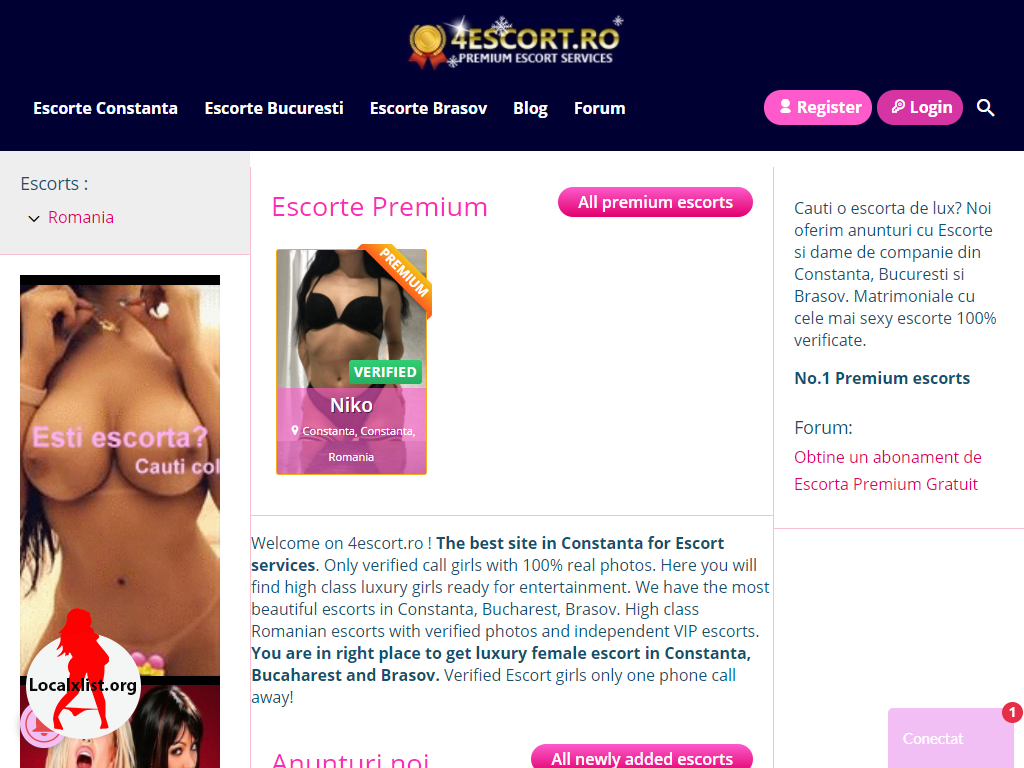 4ESCORT.RO
PREMIUM ESCORT SERVICES
Escorte Constanta
Escorte Bucuresti
Escorte Brasov
Blog
Forum
Register
Login
Escorts :
Romania
Esti escorta?
Cauti col
Localxlist.org
Escorte Premium
All premium escorts
PREMIUM
VERIFIED
Niko
Constanta, Constanta,
Romania
Welcome on 4escort.ro ! The best site in Constanta for Escort
services. Only verified call girls with 100% real photos. Here you will
find high class luxury girls ready for entertainment. We have the most
beautiful escorts in Constanta, Bucharest, Brasov. High class
Romanian escorts with verified photos and independent VIP escorts.
You are in right place to get luxury female escort in Constanta,
Bucaharest and Brasov. Verified Escort girls only one phone call
away!
Anunturi noi
All newly added escorts
Cauti o escorta de lux? Noi
oferim anunturi cu Escorte
si dame de companie din
Constanta, Bucuresti si
Brasov. Matrimoniale cu
cele mai sexy escorte 100%
verificate.
No.1 Premium escorts
Forum:
Obtine un abonament de
Escorta Premium Gratuit
1
Conectat